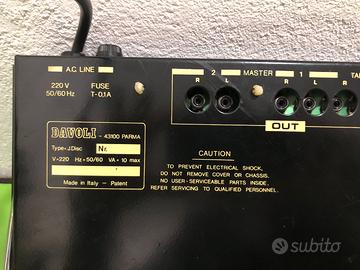 A.C. LINE
220 V
50/60 Hz
FUSE
T-0,1A
2 MASTER 1
R L R L
OUT
DAVOLI - 43100 PARMA
Type-J.Disc Nr.
V-220 Hz-50/60 VA-10 max
Made in Italy - Patent
CAUTION
TO PREVENT ELECTRICAL SHOCK,
DO NOT REMOVE COVER OR CHASSIS.
NO USER-SERVICEABLE PARTS INSIDE.
REFER SERVICING TO QUALIFIED PERSONNEL.
subito